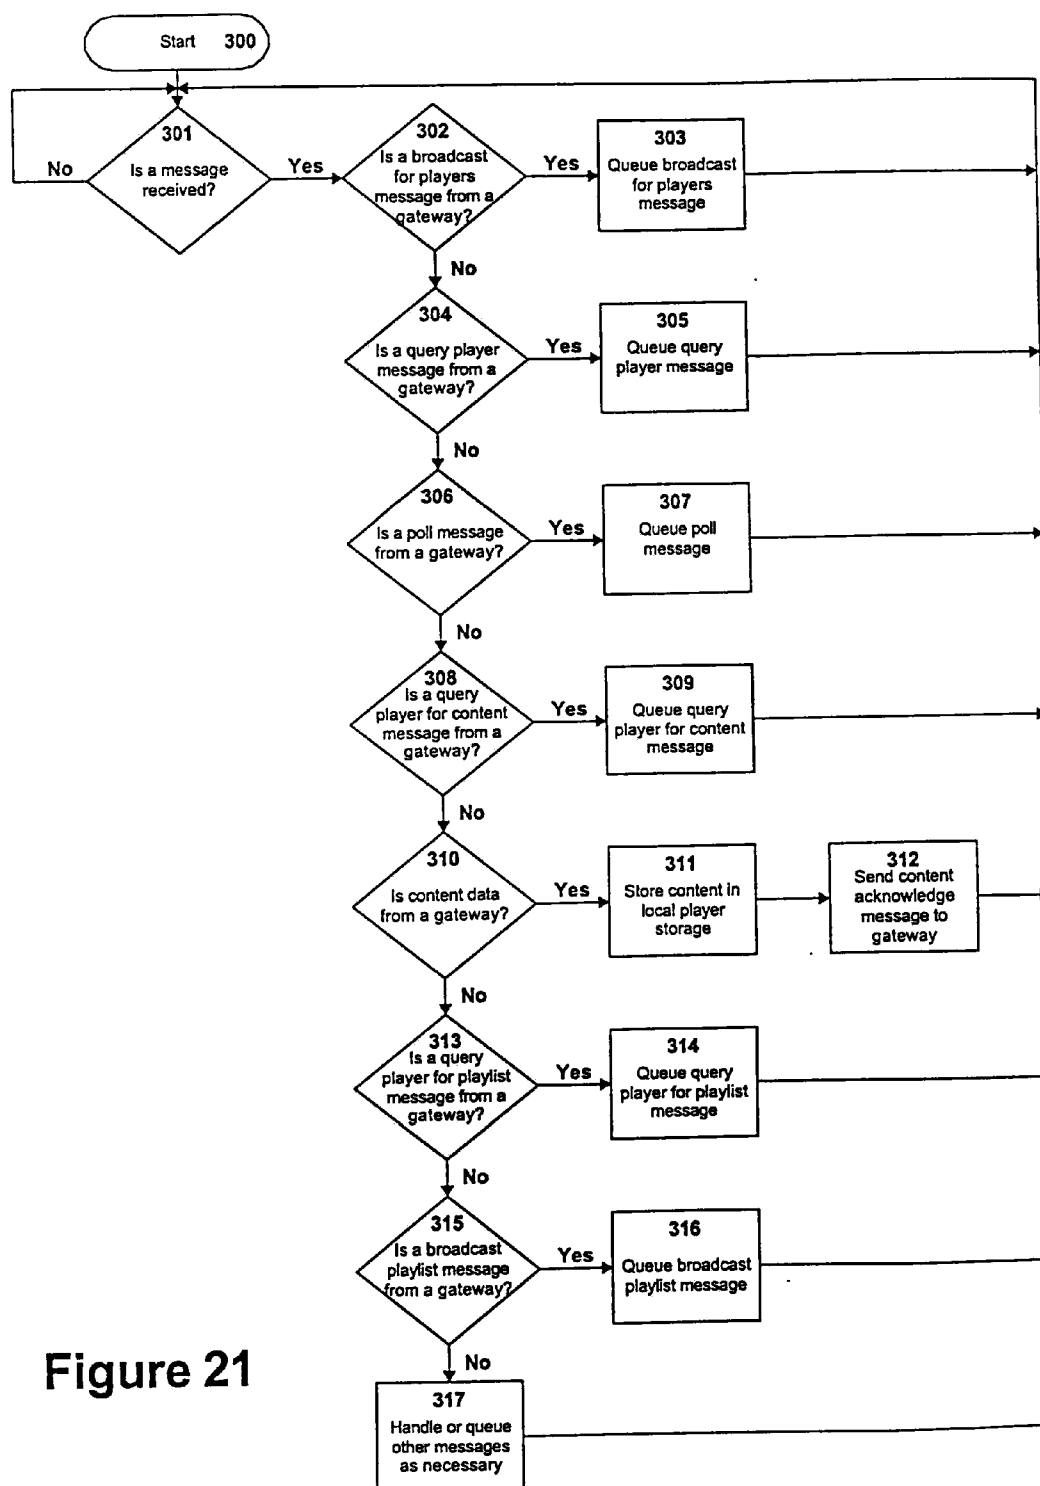 Start 300
301
Is a message
received?
No
Yes
302
Is a broadcast
for players
message from a
gateway?
Yes
303
Queue broadcast
for players
message
No
304
Is a query player
message from a
gateway?
Yes
305
Queue query
player message
No
306
Is a poll message
from a gateway?
Yes
307
Queue poll
message
No
308
Is a query
player for content
message from a
gateway?
Yes
309
Queue query
player for content
message
No
310
Is content data
from a gateway?
Yes
311
Store content in
local player
storage
312
Send content
acknowledge
message to
gateway
No
313
Is a query
player for playlist
message from a
gateway?
Yes
314
Queue query
player for playlist
message
No
315
Is a broadcast
playlist message
from a gateway?
Yes
316
Queue broadcast
playlist message
No
317
Handle or queue
other messages
as necessary
Figure 21